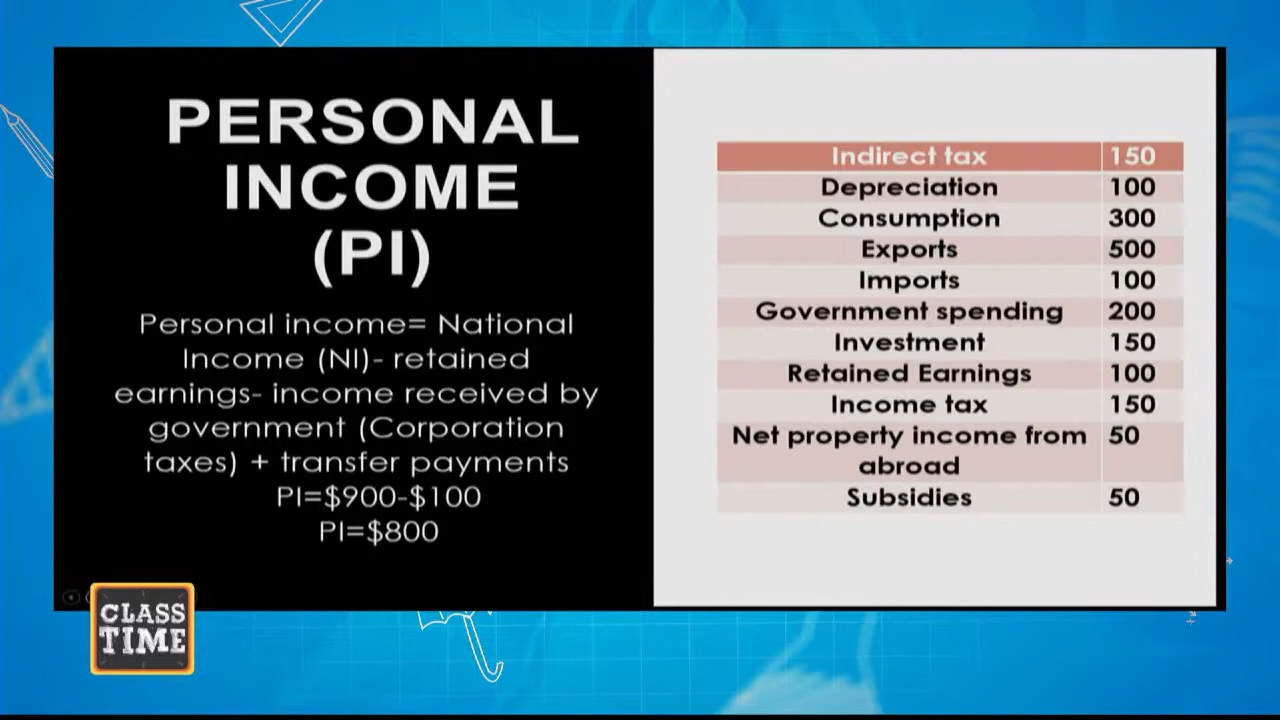 PERSONAL
INCOME
(PI)
Personal income= National
Income (NI)- retained
earnings- income received by
government (Corporation
taxes) + transfer payments
PI=$900-$100
PI=$800
Indirect tax 150
Depreciation 100
Consumption 300
Exports 500
Imports 100
Government spending 200
Investment 150
Retained Earnings 100
Income tax 150
Net property income from 50
abroad
Subsidies 50
CLASS
TIME